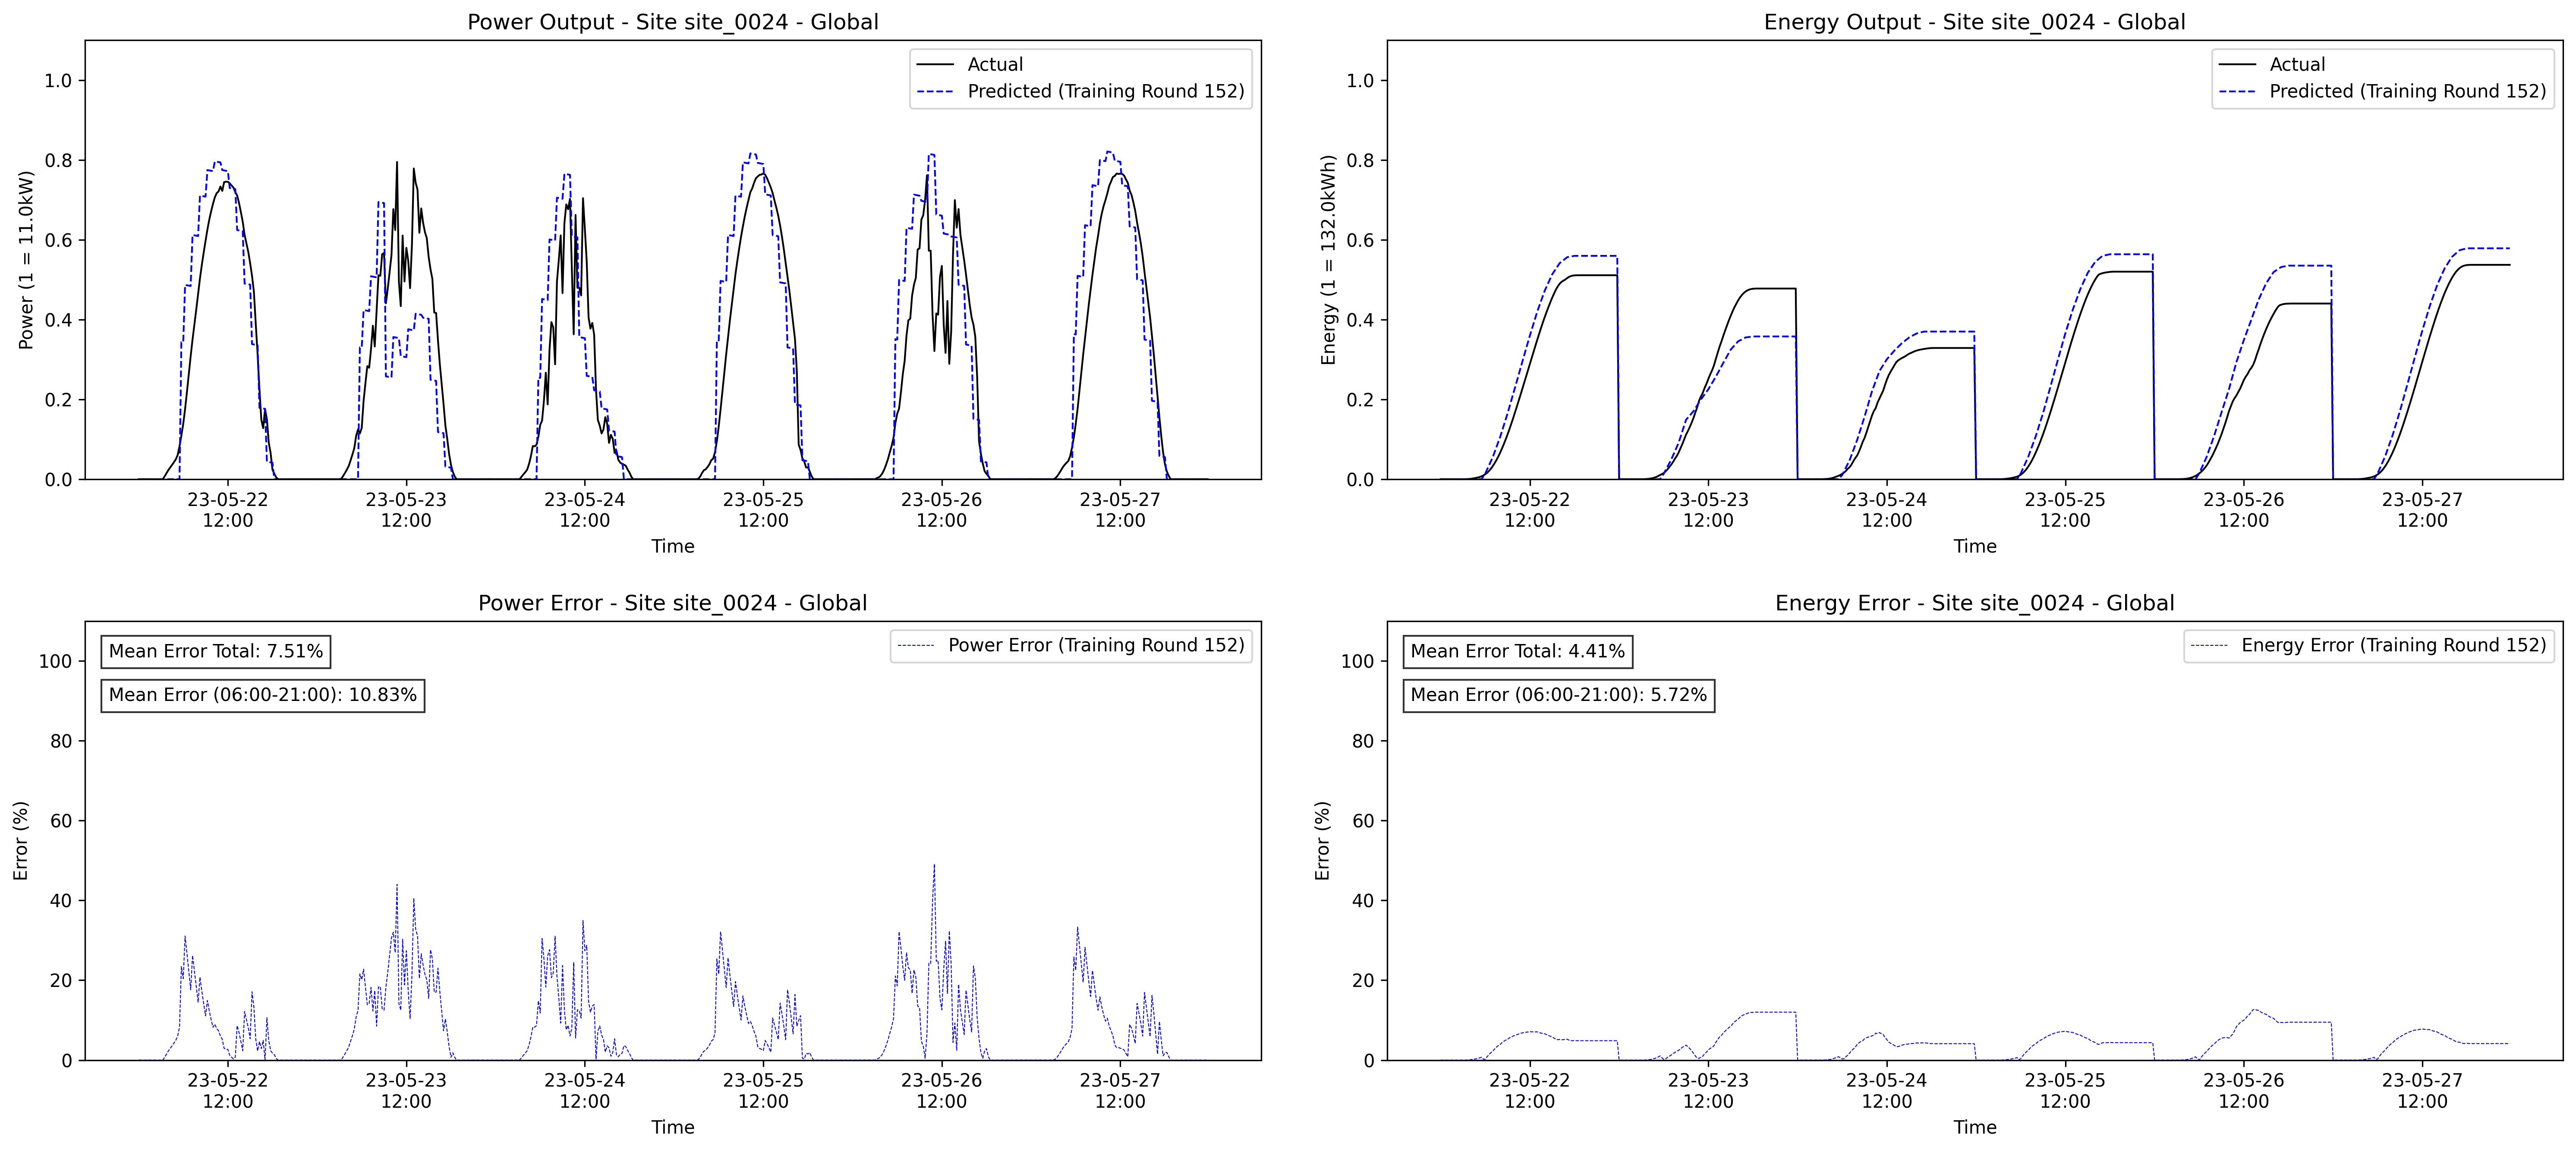 Power Output - Site site_0024 - Global
Actual
Predicted (Training Round 152)
Power (1 = 11.0kW)
1.0
0.8
0.6
0.4
0.2
0.0
23-05-22 23-05-23 23-05-24 23-05-25 23-05-26 23-05-27
12:00 12:00 12:00 12:00 12:00 12:00
Time
Energy Output - Site site_0024 - Global
Actual
Predicted (Training Round 152)
Energy (1 = 132.0kWh)
1.0
0.8
0.6
0.4
0.2
0.0
23-05-22 23-05-23 23-05-24 23-05-25 23-05-26 23-05-27
12:00 12:00 12:00 12:00 12:00 12:00
Time
Power Error - Site site_0024 - Global
Mean Error Total: 7.51%
Mean Error (06:00-21:00): 10.83%
Power Error (Training Round 152)
Error (%)
100
80
60
40
20
0
23-05-22 23-05-23 23-05-24 23-05-25 23-05-26 23-05-27
12:00 12:00 12:00 12:00 12:00 12:00
Time
Energy Error - Site site_0024 - Global
Mean Error Total: 4.41%
Mean Error (06:00-21:00): 5.72%
Energy Error (Training Round 152)
Error (%)
100
80
60
40
20
0
23-05-22 23-05-23 23-05-24 23-05-25 23-05-26 23-05-27
12:00 12:00 12:00 12:00 12:00 12:00
Time